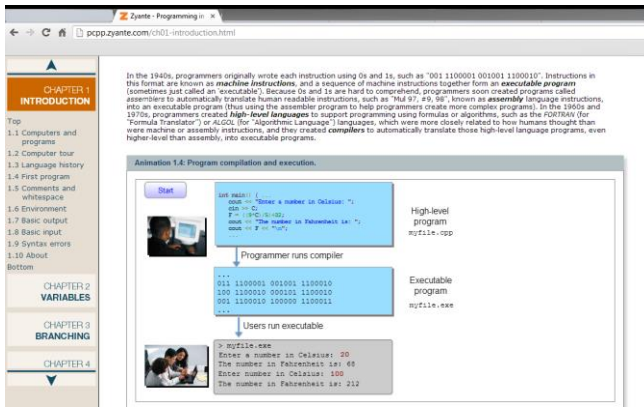 Zyante - Programming in
pcpp.zyante.com/ch01-introduction.html
CHAPTER 1
INTRODUCTION
Top
1.1 Computers and
programs
1.2 Computer tour
1.3 Language history
1.4 First program
1.5 Comments and
whitespace
1.6 Environment
1.7 Basic output
1.8 Basic input
1.9 Syntax errors
1.10 About
Bottom
CHAPTER 2
VARIABLES
CHAPTER 3
BRANCHING
CHAPTER 4
In the 1940s, programmers originally wrote each instruction using 0s and 1s, such as "001 1100001 001001 1100010". Instructions in
this format are known as machine instructions, and a sequence of machine instructions together form an executable program
(sometimes just called an 'executable'). Because 0s and 1s are hard to comprehend, programmers soon created programs called
assemblers to automatically translate human readable instructions, such as "Mul 97, #9, 98", known as assembly language instructions,
into an executable program (thus using the assembler program to help programmers create more complex programs). In the 1960s and
1970s, programmers created high-level languages to support programming using formulas or algorithms, such as the FORTRAN (for
"Formula Translator") or ALGOL (for "Algorithmic Language") languages, which were more closely related to how humans thought than
were machine or assembly instructions, and they created compilers to automatically translate those high-level language programs, even
higher-level than assembly, into executable programs.
Animation 1.4: Program compilation and execution.
Start
int main() { ...
cout << "Enter a number in Celsius: ";
cin >> C;
cout << "The number in Fahrenheit is: ";
cout << F << "\n";
...
High-level
program
myfile.cpp
Programmer runs compiler
...
011 1100001 001001 1100010
100 1100010 000101 1100010
001 1100010 100000 1100011
...
Executable
program
myfile.exe
Users run executable
> myfile.exe
Enter a number in Celsius: 20
The number in Fahrenheit is: 68
Enter number in Celsius: 100
The number in Fahrenheit is: 212